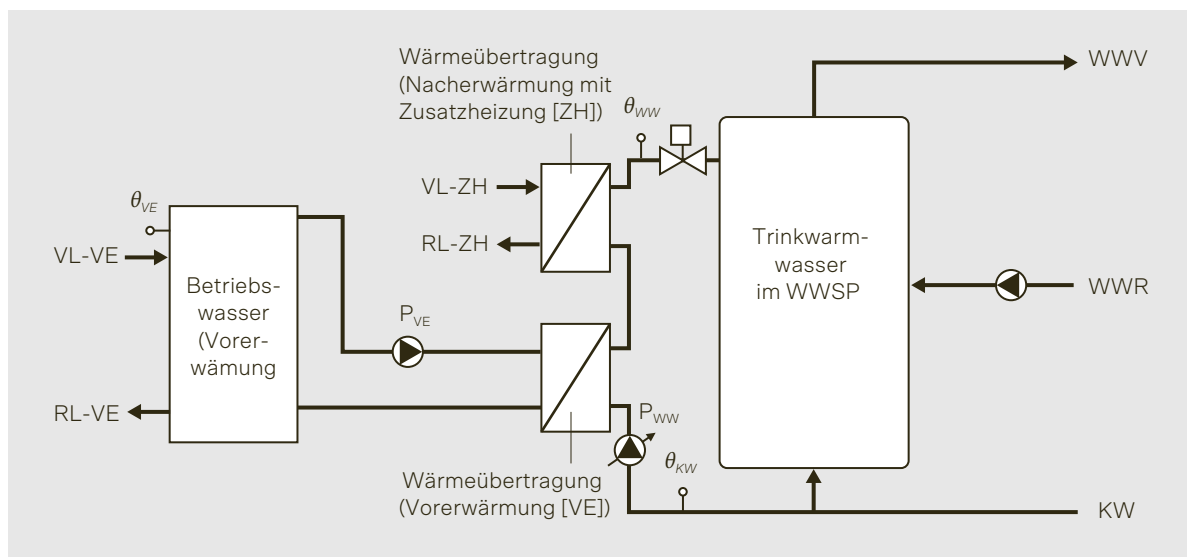 Wärmeübertragung
(Nacherwärmung mit
Zusatzheizung [ZH])
WWV
θWW
VL-ZH
RL-ZH
θVE
VL-VE
Betriebs-
wasser
(Vorer-
wämung
RL-VE
PVE
Trinkwarm-
wasser
im WWSP
WWR
PWW
θKW
Wärmeübertragung
(Vorerwärmung [VE])
KW